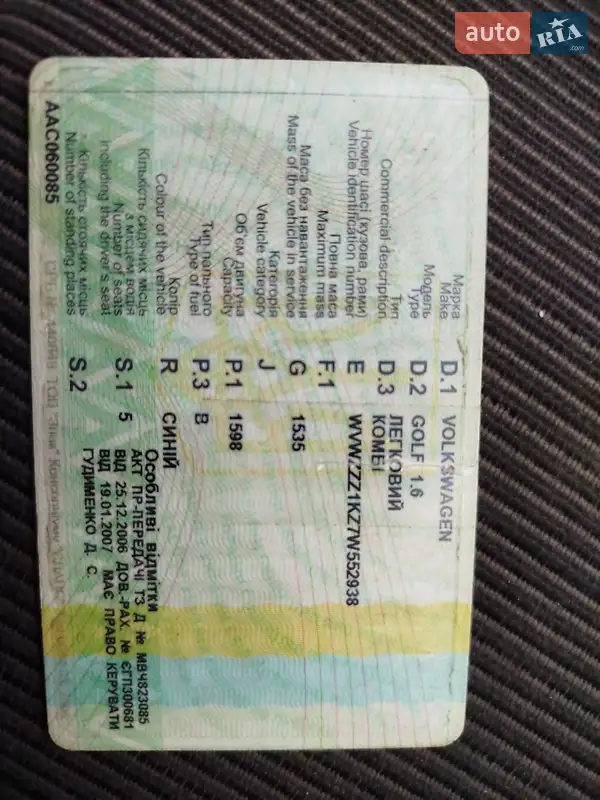 auto RIA.com
Марка
Make
D.1 VOLKSWAGEN
Модель
Type
D.2 GOLF 1.6
Тип
Commercial description
D.3 ЛЕГКОВИЙ
КОМБІ
Номер шасі (кузова, рами)
Vehicle identification number
E WVWZZZ1KZ7W552938
Повна маса
Maximum mass
F.1
Маса без навантаження
Mass of the vehicle in service
G 1535
Категорія
Vehicle category
J
Об'єм двигуна
Capacity
P.1 1598
Тип пального
Type of fuel
P.3 B
Колір
Colour of the vehicle
R СИНІЙ
Кількість сидячих місць
з місцем водія
Number of seats
including the driver's seat
S.1 5
Кількість стоячих місць
Number of standing places
S.2
Особливі відмітки
АКТ ПР-ПЕРЕДАЧІ ТЗ Д № МВЧ823085
ВІД 25.12.2006 ДОВ.-РАХ. № ЄГП300681
ВІД 19.01.2007 МАЄ ПРАВО КЕРУВАТИ
ГУДИМЕНКО Д. С.
ААС060085